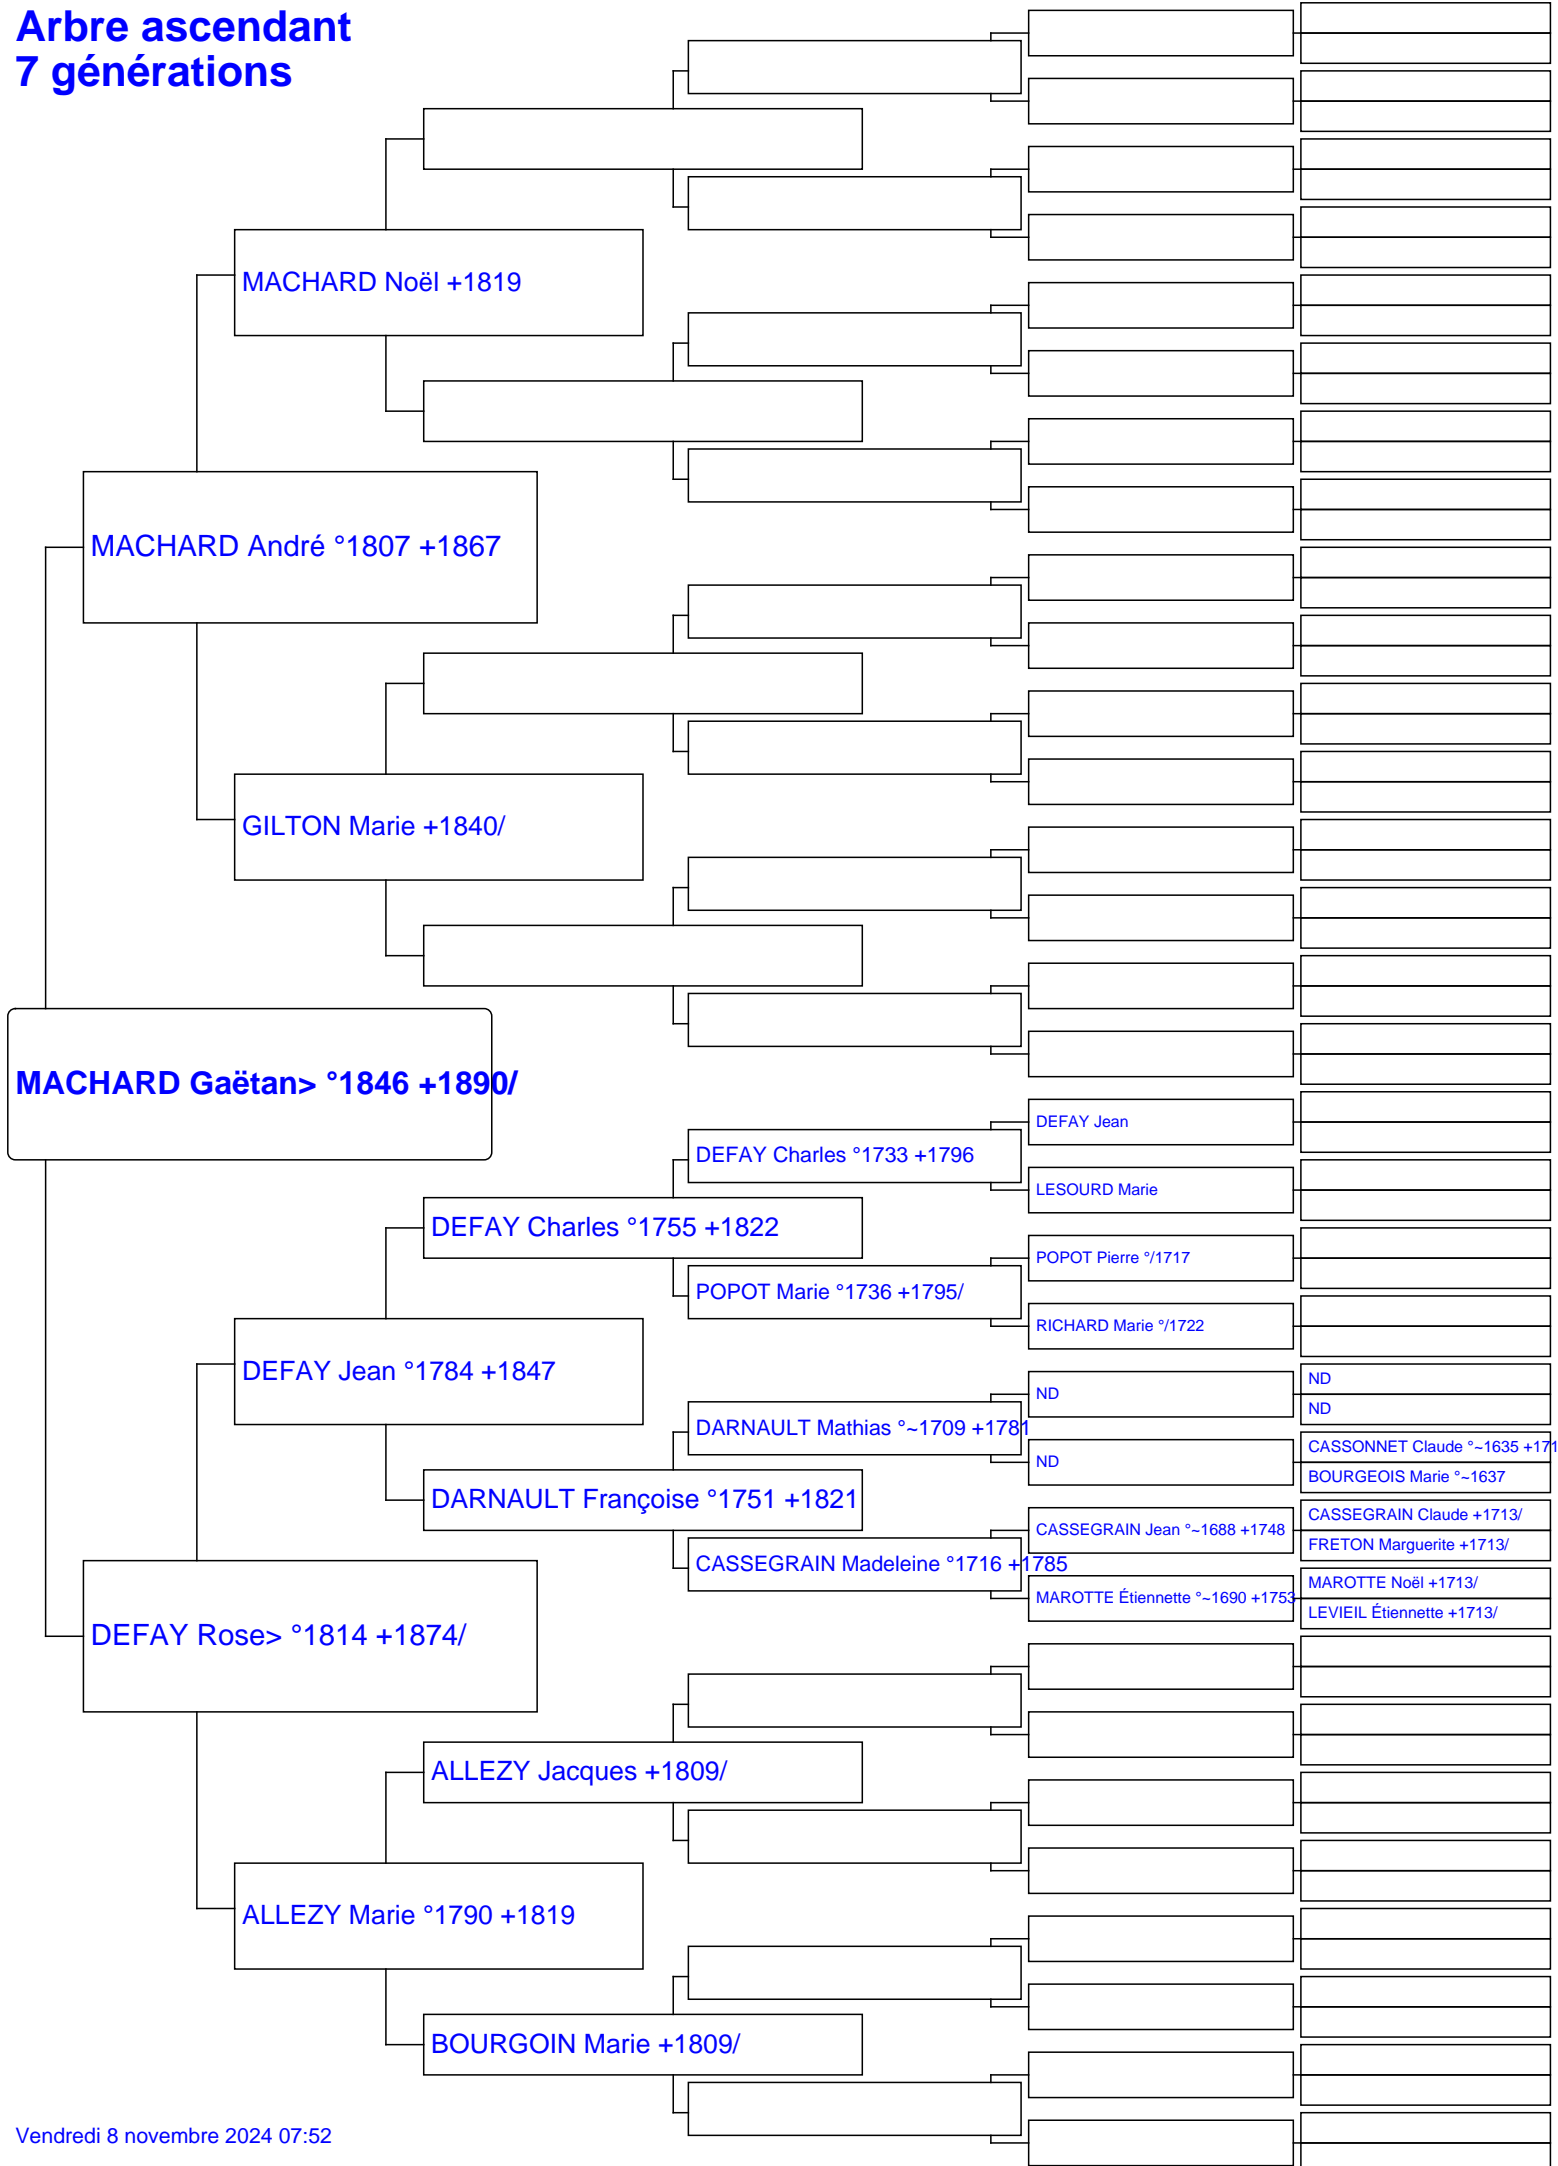 Arbre ascendant
7 générations
MACHARD Noël +1819
MACHARD André °1807 +1867
GILTON Marie +1840/
MACHARD Gaëtan> °1846 +1890/
DEFAY Jean
DEFAY Charles °1733 +1796
LESOURD Marie
DEFAY Charles °1755 +1822
POPOT Pierre °/1717
POPOT Marie °1736 +1795/
RICHARD Marie °/1722
DEFAY Jean °1784 +1847
ND
ND
ND
DARNAULT Mathias °~1709 +1781
ND
CASSONNET Claude °~1635 +171
BOURGEOIS Marie °~1637
DARNAULT Françoise °1751 +1821
CASSEGRAIN Claude +1713/
CASSEGRAIN Jean °~1688 +1748
FRETON Marguerite +1713/
CASSEGRAIN Madeleine °1716 +1785
MAROTTE Noël +1713/
MAROTTE Étiennette °~1690 +1753
LEVIEIL Étiennette +1713/
DEFAY Rose> °1814 +1874/
ALLEZY Jacques +1809/
ALLEZY Marie °1790 +1819
BOURGOIN Marie +1809/
Vendredi 8 novembre 2024 07:52